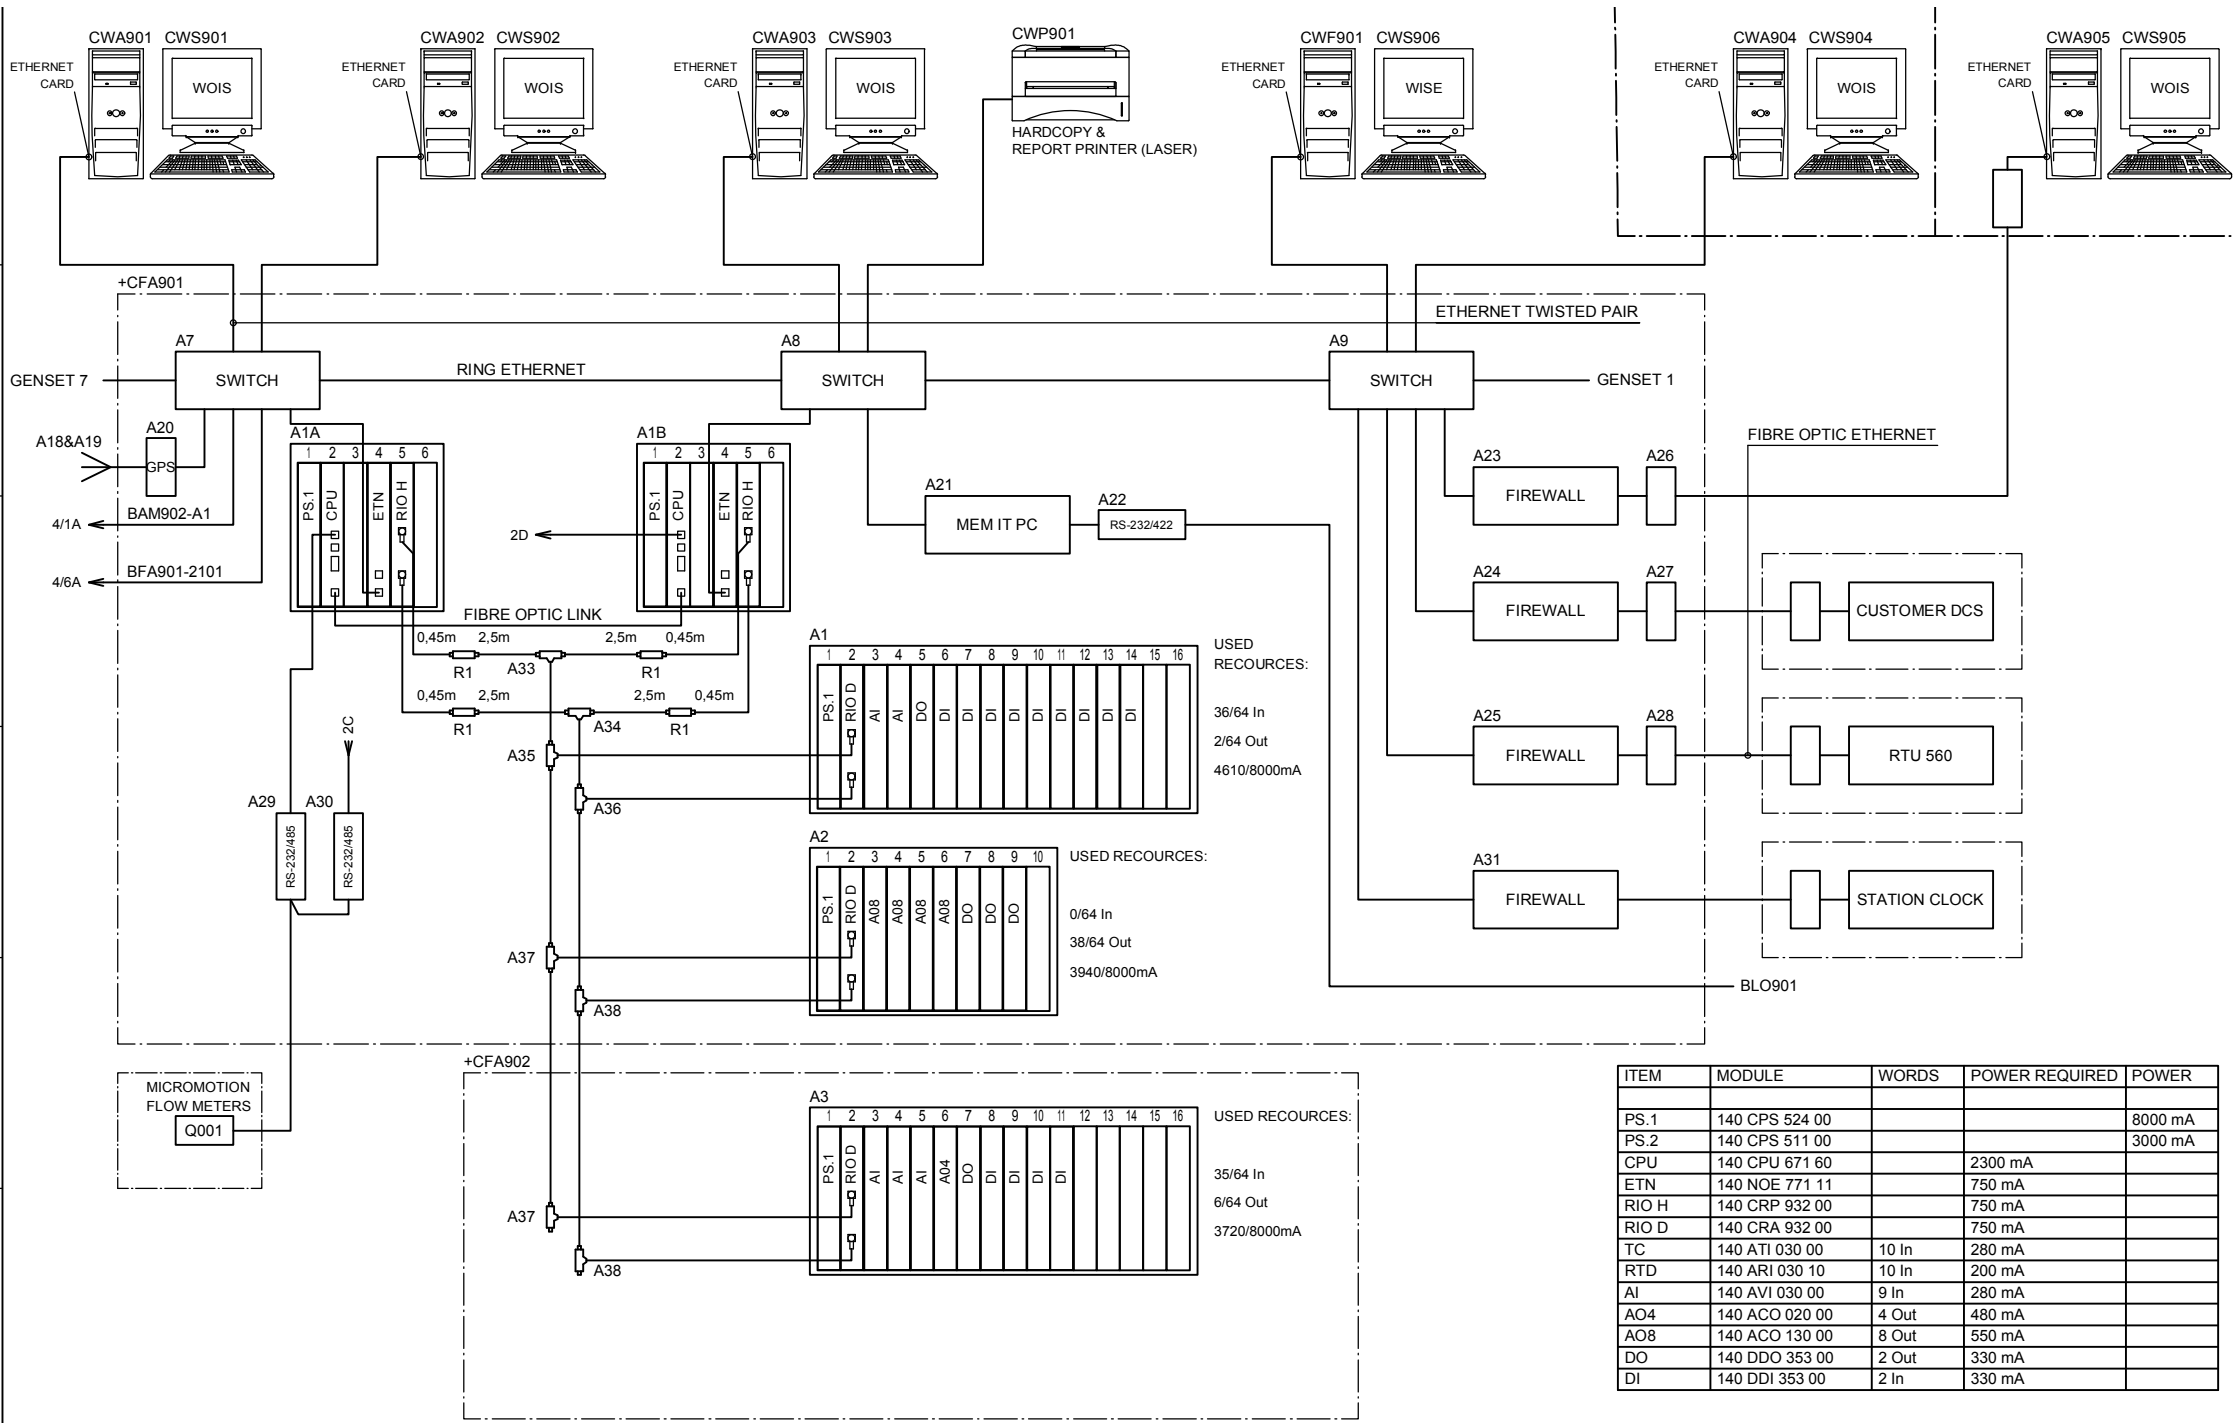 CWA901 CWS901
ETHERNET
CARD
WOIS
CWA902 CWS902
ETHERNET
CARD
WOIS
CWA903 CWS903
ETHERNET
CARD
WOIS
CWP901
HARDCOPY &
REPORT PRINTER (LASER)
CWF901 CWS906
ETHERNET
CARD
WISE
CWA904 CWS904
ETHERNET
CARD
WOIS
CWA905 CWS905
ETHERNET
CARD
WOIS
+CFA901
ETHERNET TWISTED PAIR
A7
SWITCH
GENSET 7
RING ETHERNET
A8
SWITCH
A9
SWITCH
GENSET 1
A18&A19
A20
GPS
4/1A
BAM902-A1
4/6A
BFA901-2101
A1A
1 2 3 4 5 6
PS.1
CPU
ETN
RIO H
A1B
1 2 3 4 5 6
PS.1
CPU
ETN
RIO H
2D
FIBRE OPTIC LINK
0,45m 2,5m 2,5m 0,45m
R1 A33 R1
0,45m 2,5m 2,5m 0,45m
R1 A34 R1
A21
MEM IT PC
A22
RS-232/422
FIBRE OPTIC ETHERNET
A23
FIREWALL
A26
A24
FIREWALL
A27
CUSTOMER DCS
A25
FIREWALL
A28
RTU 560
A31
FIREWALL
STATION CLOCK
BLO901
2C
A29
RS-232/485
A30
RS-232/485
A35
A36
A1
1 2 3 4 5 6 7 8 9 10 11 12 13 14 15 16
PS.1
RIO D
AI
AI
DO
DI
DI
DI
DI
DI
DI
DI
DI
DI
USED
RECOURCES:
36/64 In
2/64 Out
4610/8000mA
A37
A38
A2
1 2 3 4 5 6 7 8 9 10
PS.1
RIO D
A08
A08
A08
A08
DO
DO
DO
USED RECOURCES:
0/64 In
38/64 Out
3940/8000mA
MICROMOTION
FLOW METERS
Q001
+CFA902
A37
A38
A3
1 2 3 4 5 6 7 8 9 10 11 12 13 14 15 16
PS.1
RIO D
AI
AI
AI
A04
DO
DI
DI
DI
DI
USED RECOURCES:
35/64 In
6/64 Out
3720/8000mA
ITEM MODULE WORDS POWER REQUIRED POWER
PS.1 140 CPS 524 00 8000 mA
PS.2 140 CPS 511 00 3000 mA
CPU 140 CPU 671 60 2300 mA
ETN 140 NOE 771 11 750 mA
RIO H 140 CRP 932 00 750 mA
RIO D 140 CRA 932 00 750 mA
TC 140 ATI 030 00 10 In 280 mA
RTD 140 ARI 030 10 10 In 200 mA
AI 140 AVI 030 00 9 In 280 mA
AO4 140 ACO 020 00 4 Out 480 mA
AO8 140 ACO 130 00 8 Out 550 mA
DO 140 DDO 353 00 2 Out 330 mA
DI 140 DDI 353 00 2 In 330 mA